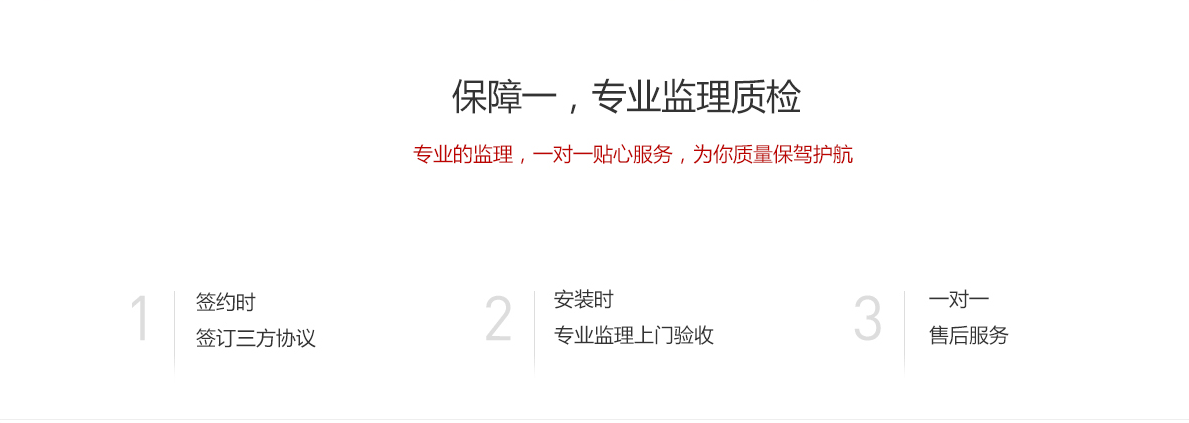 保障一，专业监理质检
专业的监理，一对一贴心服务，为你质量保驾护航
1
签约时
签订三方协议
2
安装时
专业监理上门验收
3
一对一
售后服务